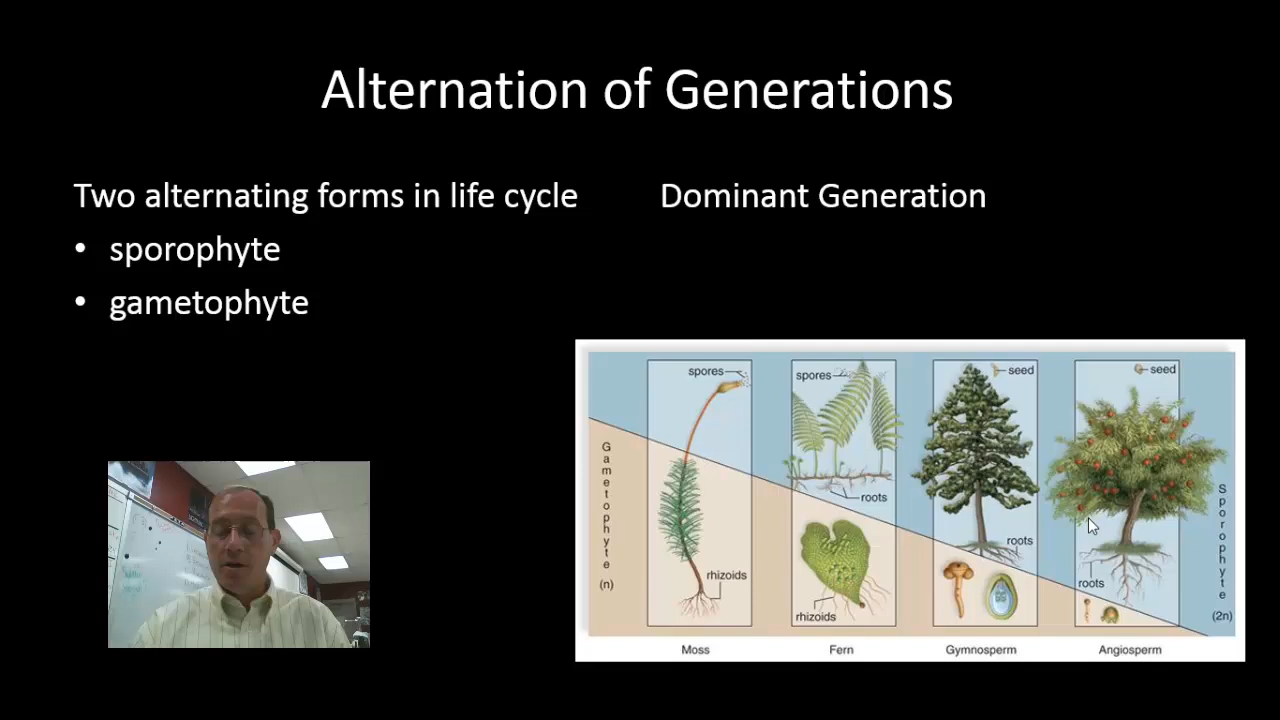 Alternation of Generations
Two alternating forms in life cycle
• sporophyte
• gametophyte
Dominant Generation
Gametophyte
(n)
spores
rhizoids
spores
roots
rhizoids
seed
roots
seed
roots
Sporophyte
(2n)
Moss
Fern
Gymnosperm
Angiosperm